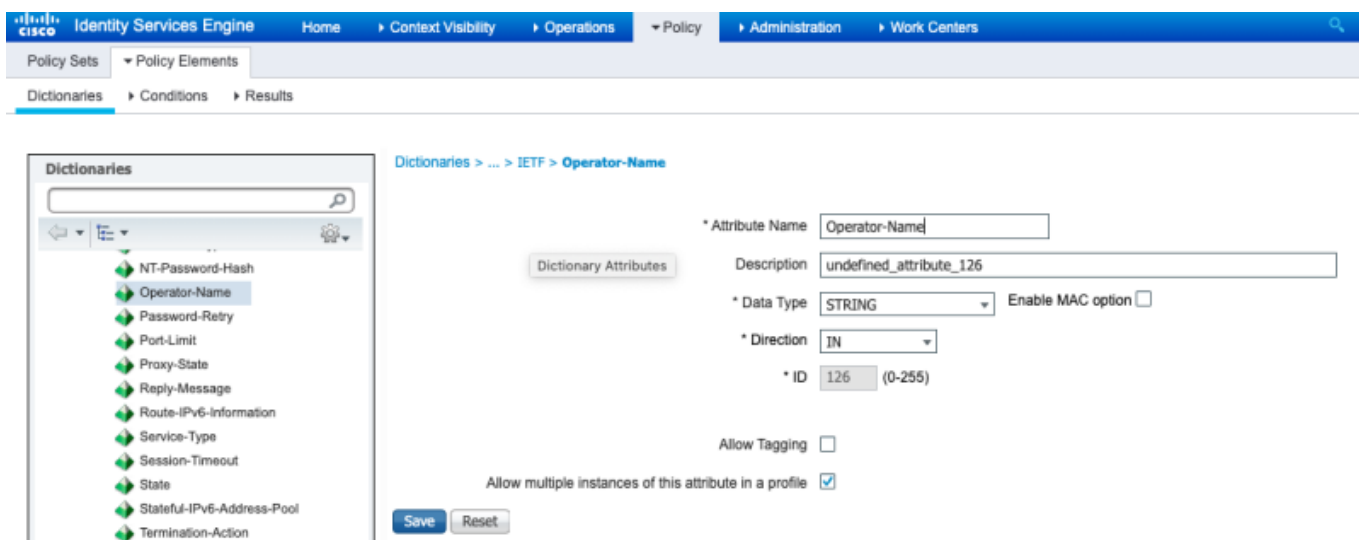 cisco Identity Services Engine Home Context Visibility Operations Policy Administration Work Centers
Policy Sets Policy Elements
Dictionaries Conditions Results
Dictionaries
NT-Password-Hash
Operator-Name
Password-Retry
Port-Limit
Proxy-State
Reply-Message
Route-IPv6-Information
Service-Type
Session-Timeout
State
Stateful-IPv6-Address-Pool
Termination-Action
Dictionaries > ... > IETF > Operator-Name
* Attribute Name Operator-Name
Dictionary Attributes
Description undefined_attribute_126
* Data Type STRING Enable MAC option
* Direction IN
* ID 126 (0-255)
Allow Tagging
Allow multiple instances of this attribute in a profile
Save Reset